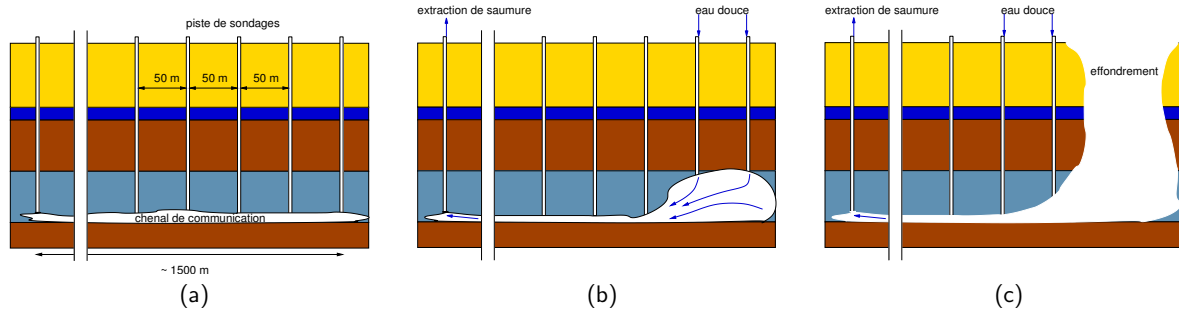 piste de sondages
50 m 50 m 50 m
chenal de communication
~ 1500 m
(a)
extraction de saumure eau douce
(b)
extraction de saumure eau douce
effondrement
(c)